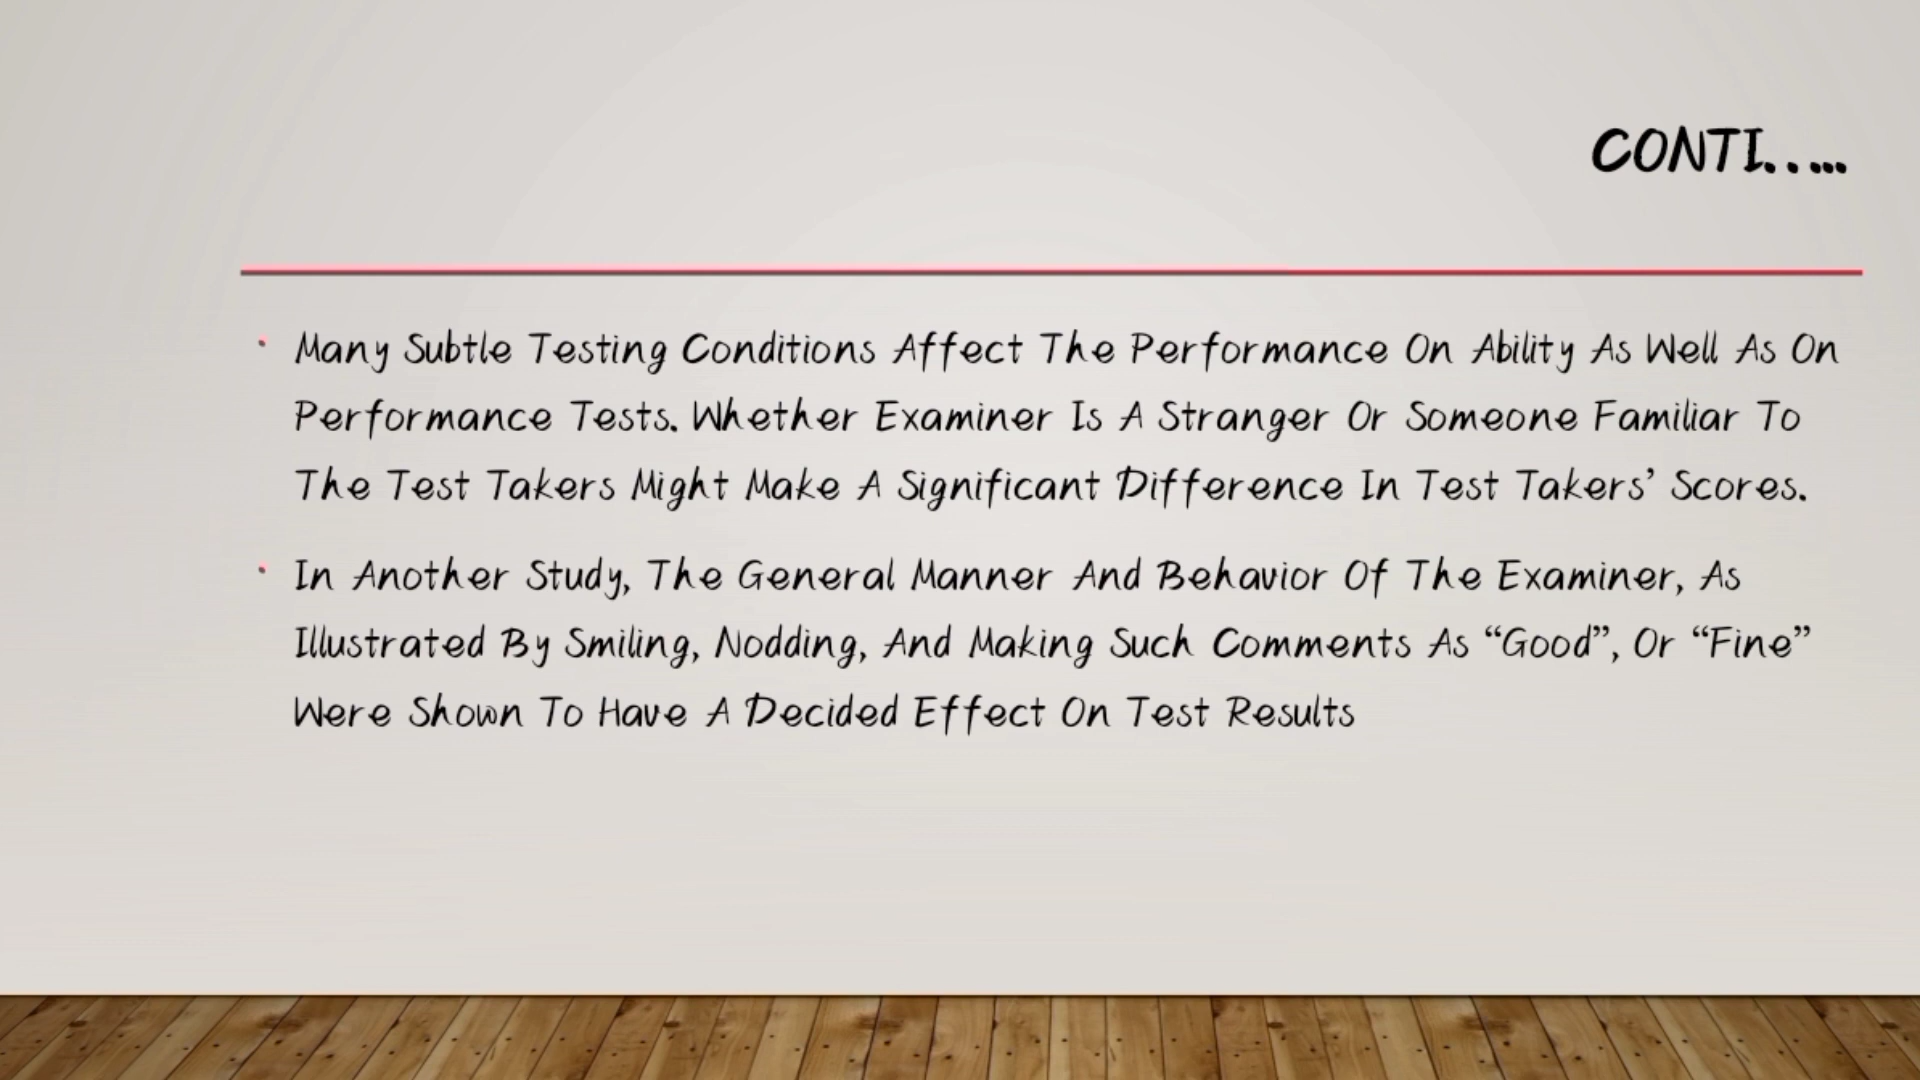 CONTI.....
• Many Subtle Testing Conditions Affect The Performance On Ability As Well As On
Performance Tests. Whether Examiner Is A Stranger Or Someone Familiar To
The Test Takers Might Make A Significant Difference In Test Takers’ Scores.
• In Another Study, The General Manner And Behavior Of The Examiner, As
Illustrated By Smiling, Nodding, And Making Such Comments As “Good”, Or “Fine”
Were Shown To Have A Decided Effect On Test Results